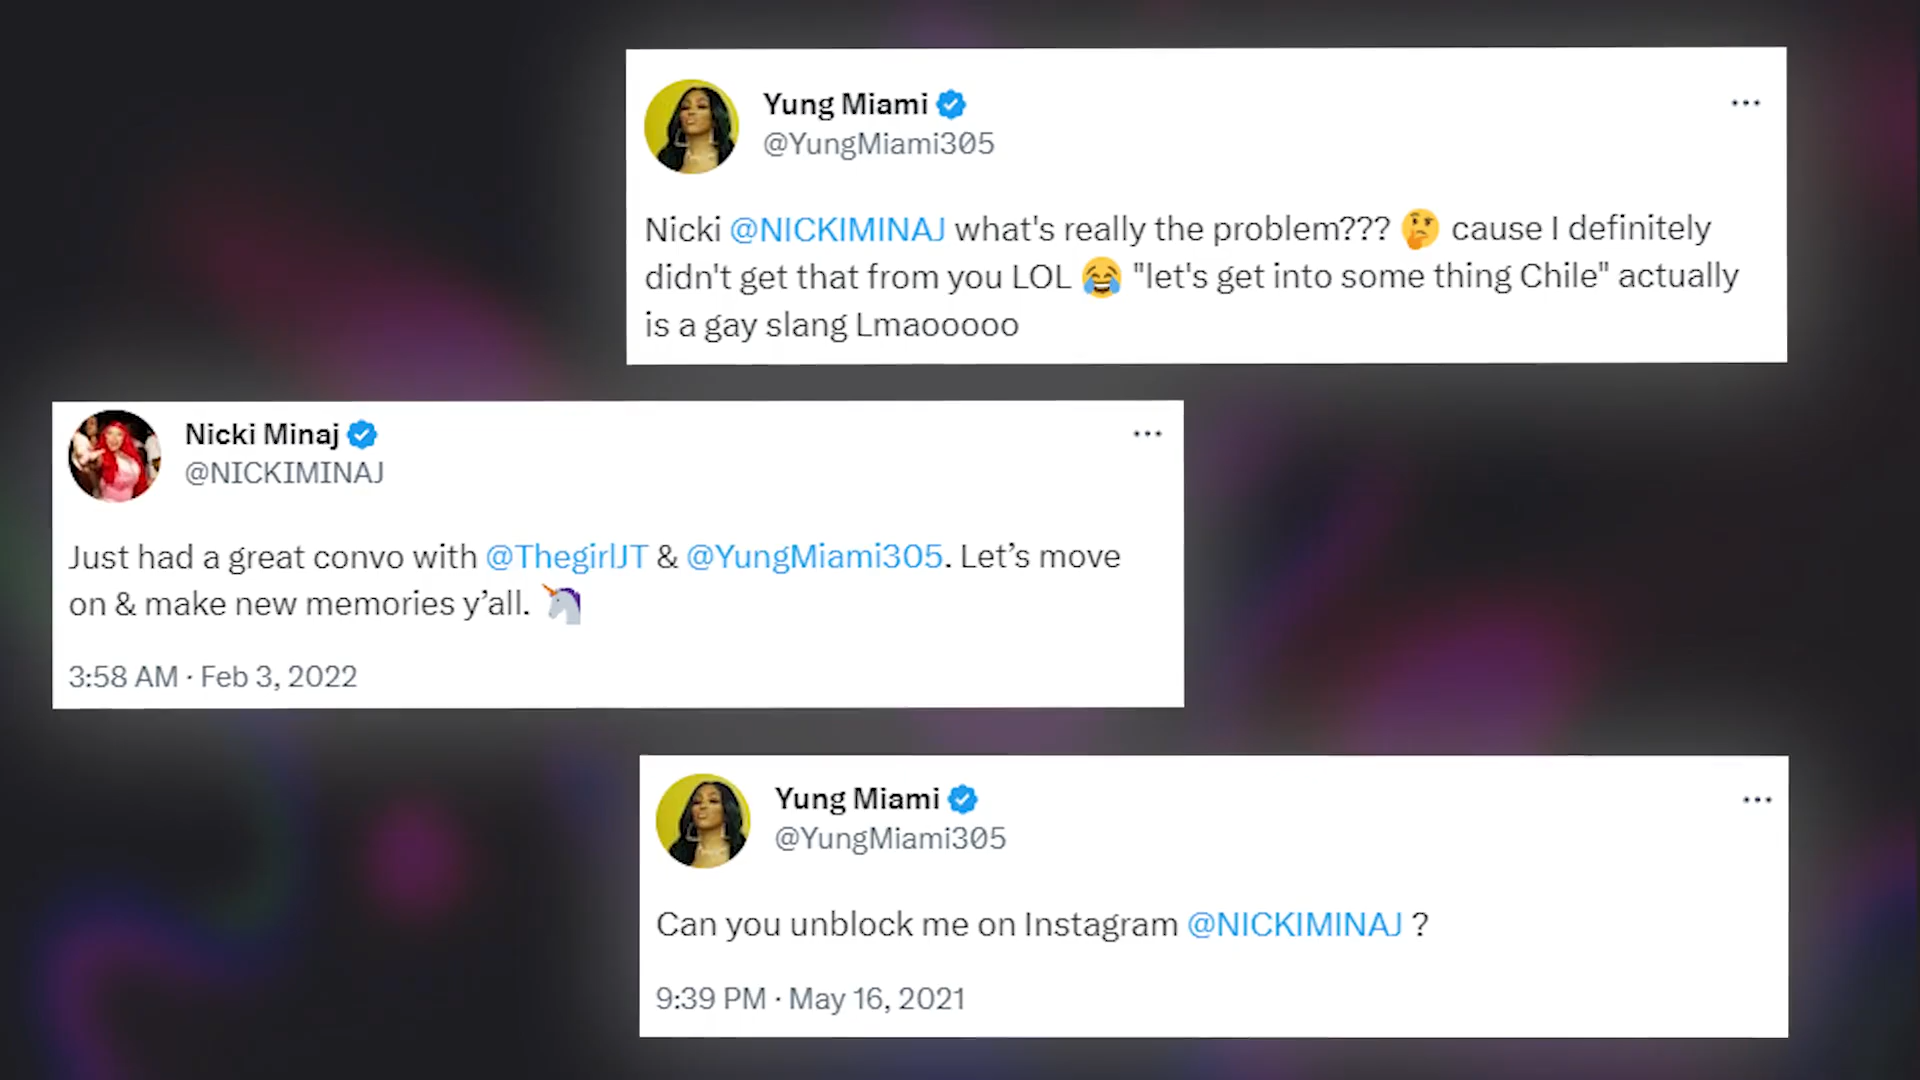 Yung Miami
@YungMiami305
Nicki @NICKIMINAJ what's really the problem??? 🤔 cause I definitely
didn't get that from you LOL 😂 "let's get into some thing Chile" actually
is a gay slang Lmaooooo
Nicki Minaj
@NICKIMINAJ
Just had a great convo with @ThegirlJT & @YungMiami305. Let’s move
on & make new memories y’all. 🦄
3:58 AM · Feb 3, 2022
Yung Miami
@YungMiami305
Can you unblock me on Instagram @NICKIMINAJ ?
9:39 PM · May 16, 2021